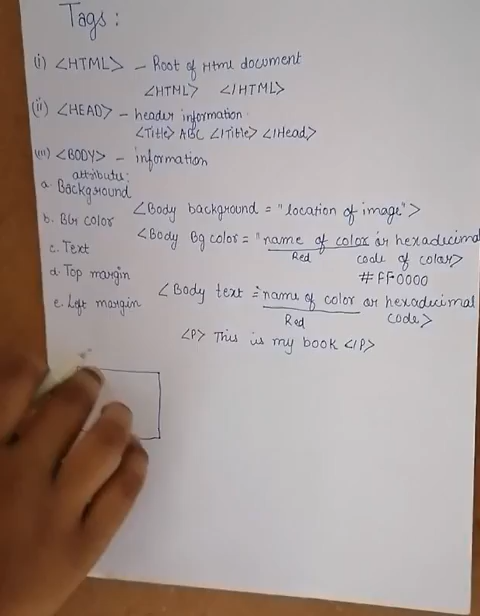 Tags :
(i) <HTML> - Root of Html document
<HTML> </HTML>
(ii) <HEAD> - header information
<Title> ABC </Title> </Head>
(iii) <BODY> - information
attributes:
a. Background
<Body background = "location of image">
b. BG color
<Body Bg color = "name of color or hexadecimal
Red code of color>
c. Text
#FF0000
d. Top margin
<Body text = name of color or hexadecimal
e. Left margin
Red code>
<P> This is my book </P>